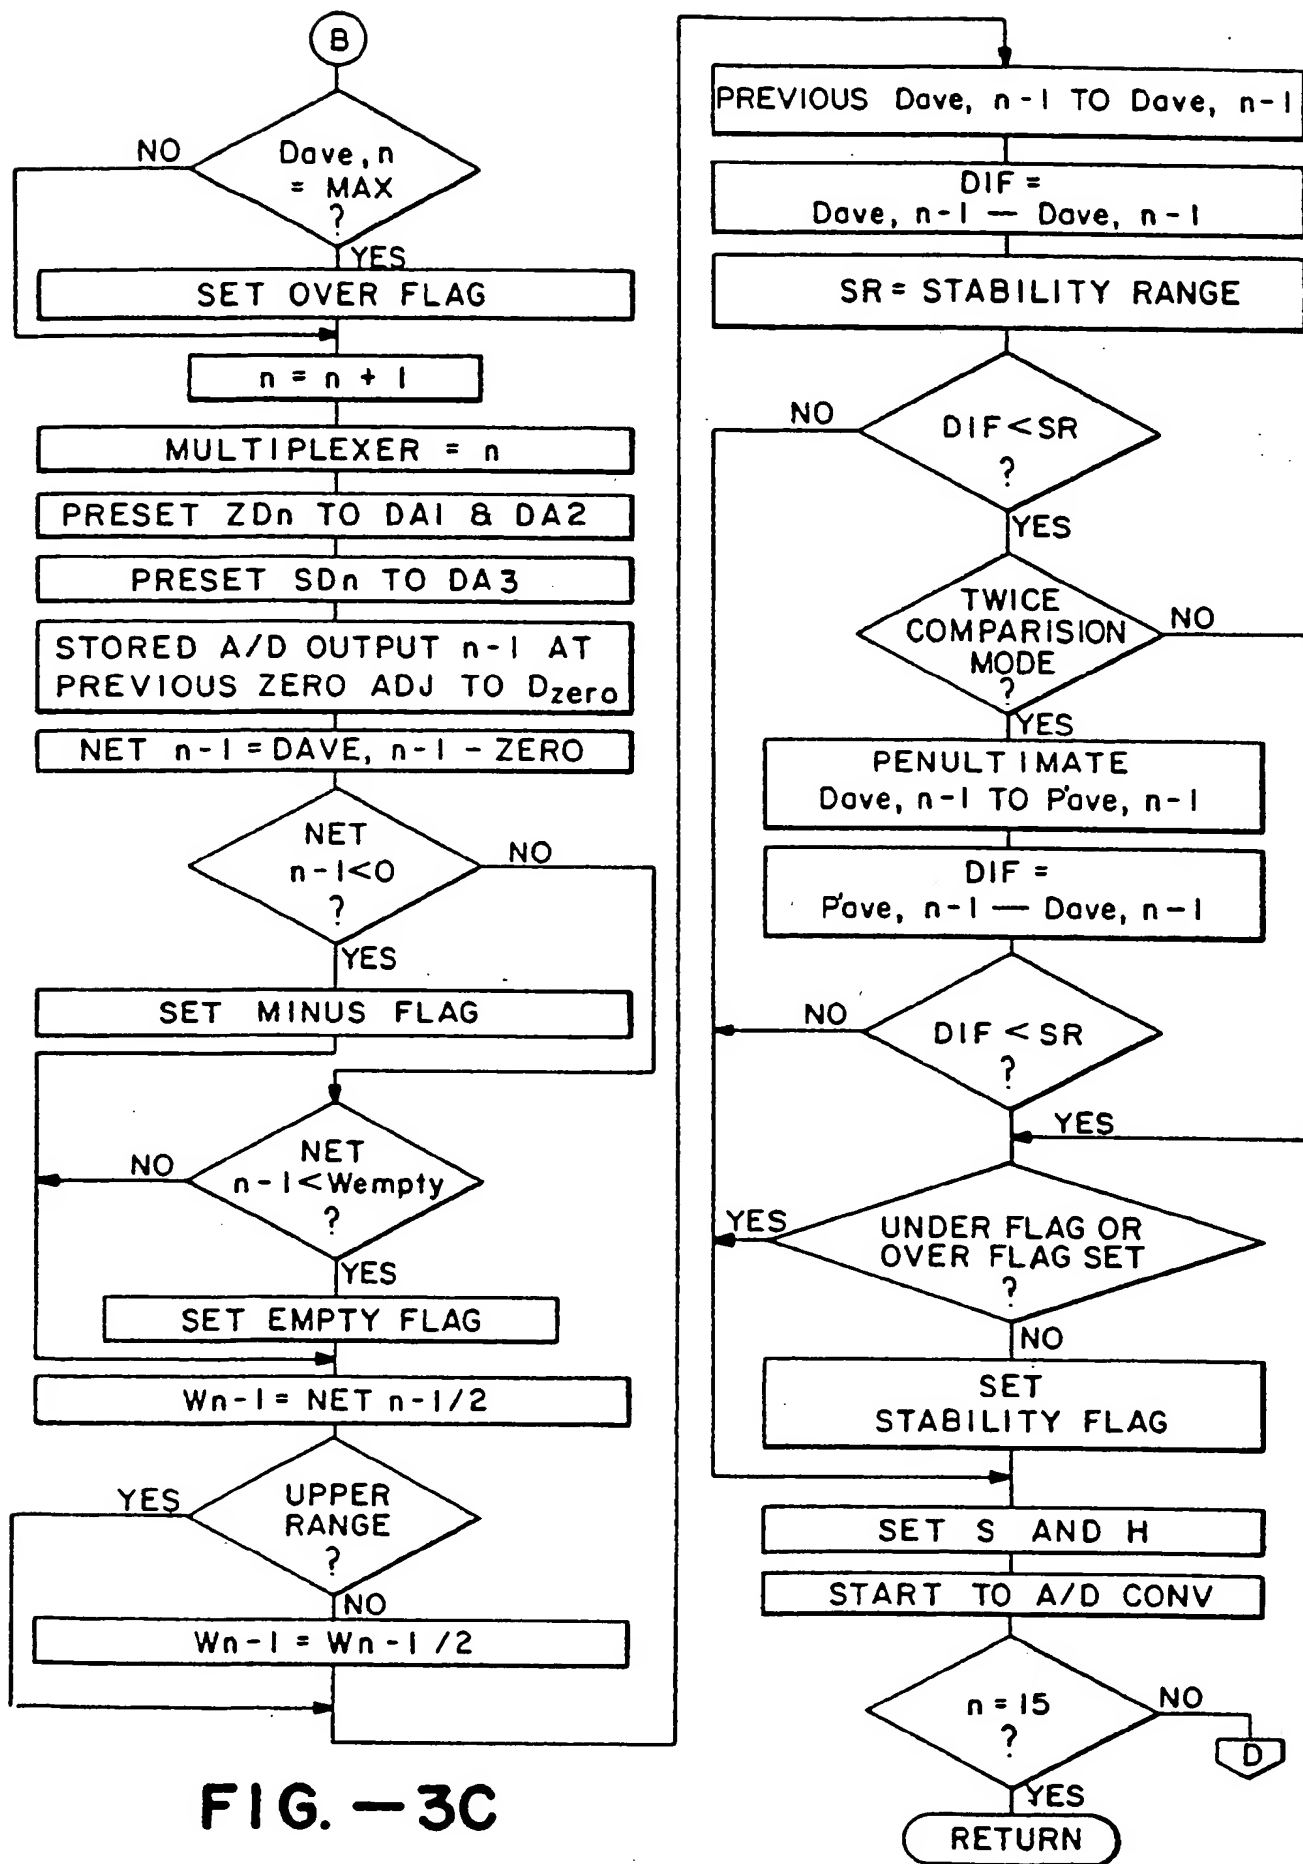 B
Dave, n
= MAX
?
NO
YES
SET OVER FLAG
n = n + 1
MULTIPLEXER = n
PRESET ZDn TO DA1 & DA2
PRESET SDn TO DA3
STORED A/D OUTPUT n-1 AT
PREVIOUS ZERO ADJ TO Dzero
NET n-1 = DAVE, n-1 - ZERO
NET
n-1<0
?
NO
YES
SET MINUS FLAG
NET
n-1<Wempty
?
NO
YES
SET EMPTY FLAG
Wn-1 = NET n-1/2
UPPER
RANGE
?
YES
NO
Wn-1 = Wn-1/2
PREVIOUS Dave, n-1 TO Dave, n-1
DIF =
Dave, n-1 — Dave, n-1
SR = STABILITY RANGE
DIF<SR
?
NO
YES
TWICE
COMPARISION
MODE
?
NO
YES
PENULTIMATE
Dave, n-1 TO P'ave, n-1
DIF =
P'ave, n-1 — Dave, n-1
DIF<SR
?
NO
YES
UNDER FLAG OR
OVER FLAG SET
?
YES
NO
SET
STABILITY FLAG
SET S AND H
START TO A/D CONV
n = 15
?
NO
D
YES
RETURN
FIG. — 3C